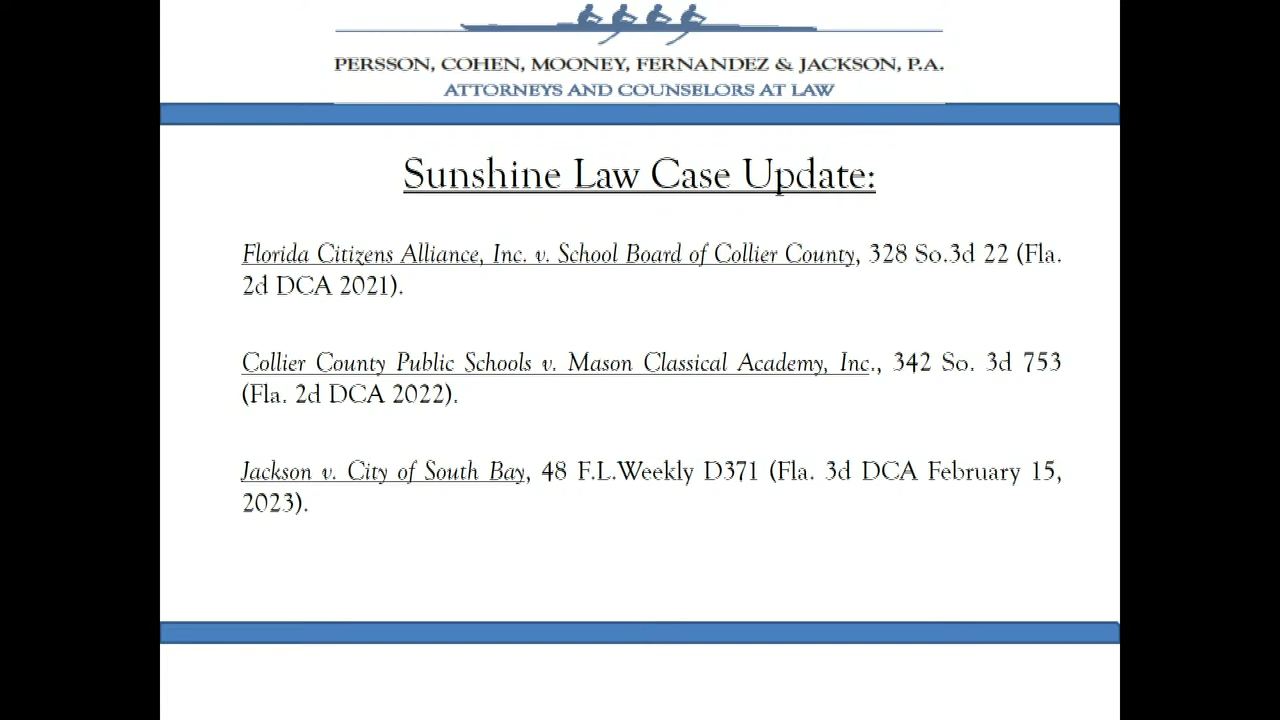 PERSSON, COHEN, MOONEY, FERNANDEZ & JACKSON, P.A.
ATTORNEYS AND COUNSELORS AT LAW
Sunshine Law Case Update:
Florida Citizens Alliance, Inc. v. School Board of Collier County, 328 So.3d 22 (Fla.
2d DCA 2021).
Collier County Public Schools v. Mason Classical Academy, Inc., 342 So. 3d 753
(Fla. 2d DCA 2022).
Jackson v. City of South Bay, 48 F.L.Weekly D371 (Fla. 3d DCA February 15,
2023).